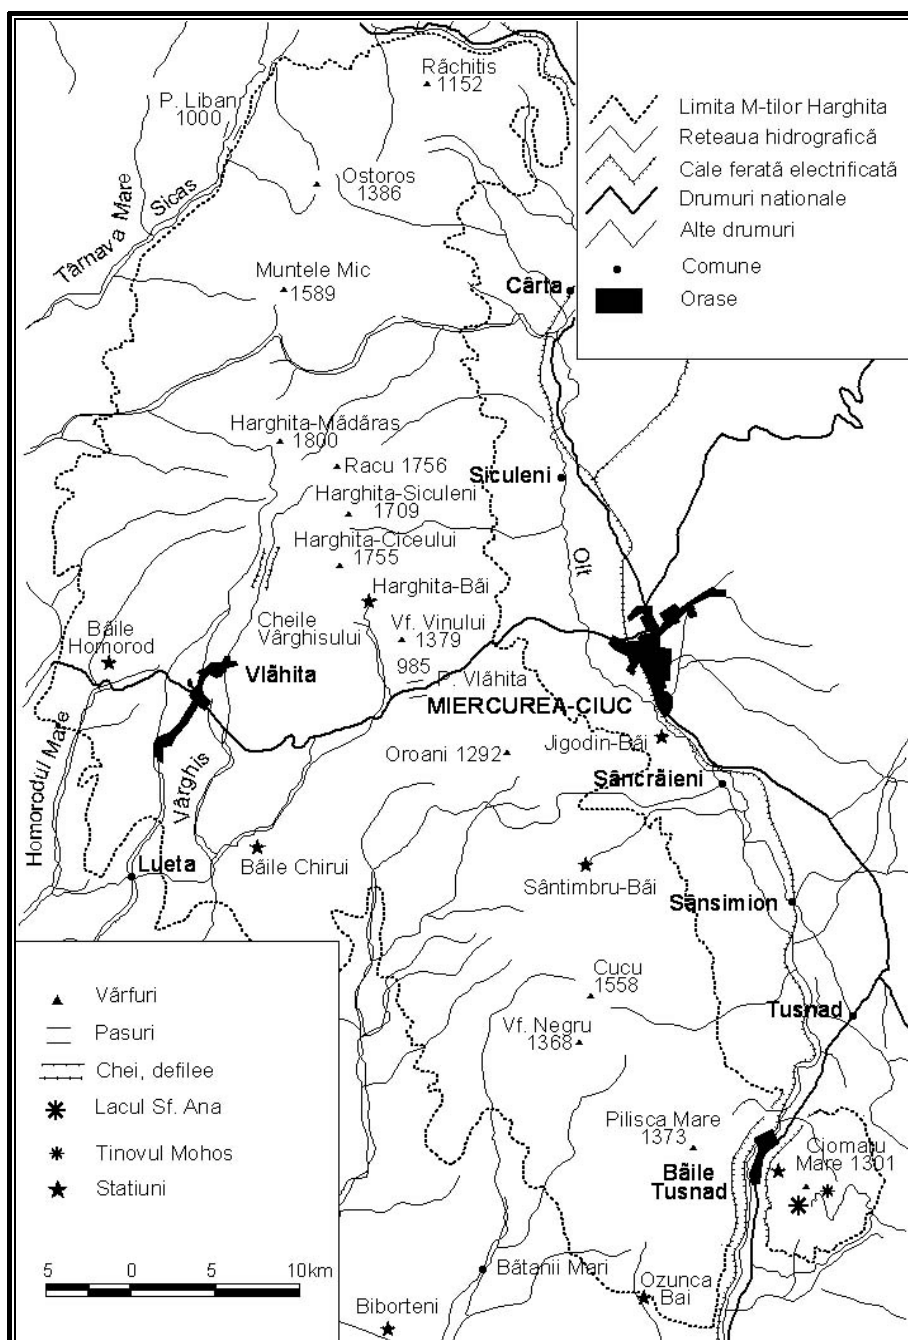 Răchitis
1152
P. Liban
1000
Ostoros
1386
Sicas
Târnava Mare
Muntele Mic
1589
Cârta
Limita M-tilor Harghita
Reteaua hidrografică
Cale ferată electrificată
Drumuri nationale
Alte drumuri
Comune
Orase
Harghita-Mădăras
1800
Racu 1756
Siculeni
Harghita-Siculeni
1709
Harghita-Ciceului
1755
Olt
Harghita-Băi
Cheile
Vârghisului
Vf. Vinului
1379
985
P. Vlăhita
Băile
Homorod
Vlăhita
MIERCUREA-CIUC
Jigodin-Băi
Oroani 1292
Sâncrăieni
Homorodul Mare
Vârghis
Lueta
Băile Chirui
Sântimbru-Băi
Sânsimion
Cucu
1558
Tusnad
Vf. Negru
1368
Pilisca Mare
1373
Ciomatu
Mare 1301
Băile
Tusnad
Bătanii Mari
Ozunca
Bai
Biborteni
Vărfuri
Pasuri
Chei, defilee
Lacul Sf. Ana
Tinovul Mohos
Statiuni
5 0 5 10km